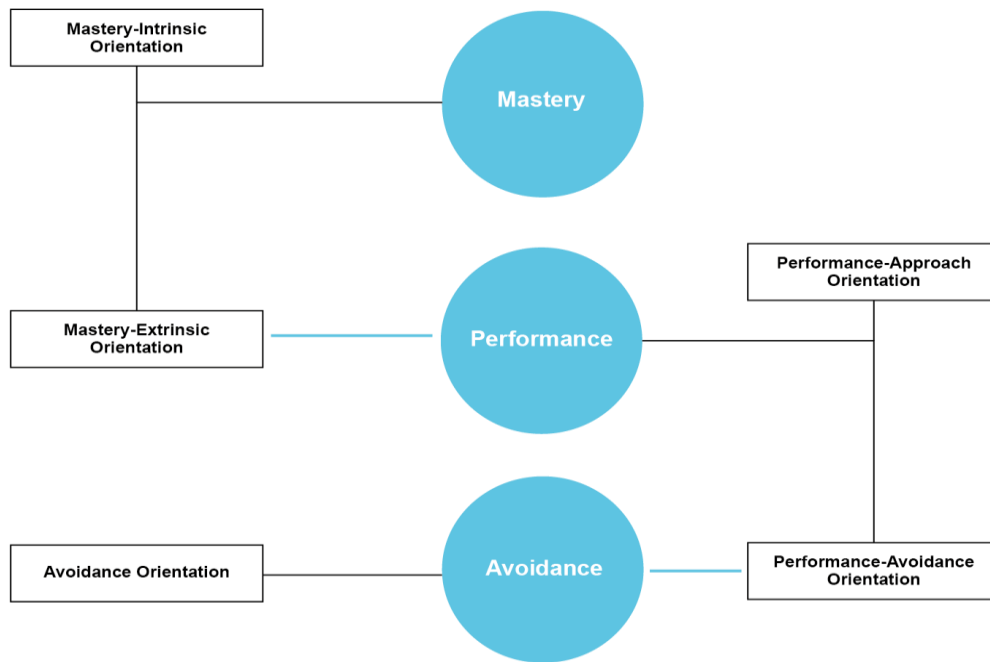 Mastery-Intrinsic
Orientation
Mastery
Performance-Approach
Orientation
Mastery-Extrinsic
Orientation
Performance
Avoidance Orientation
Avoidance
Performance-Avoidance
Orientation